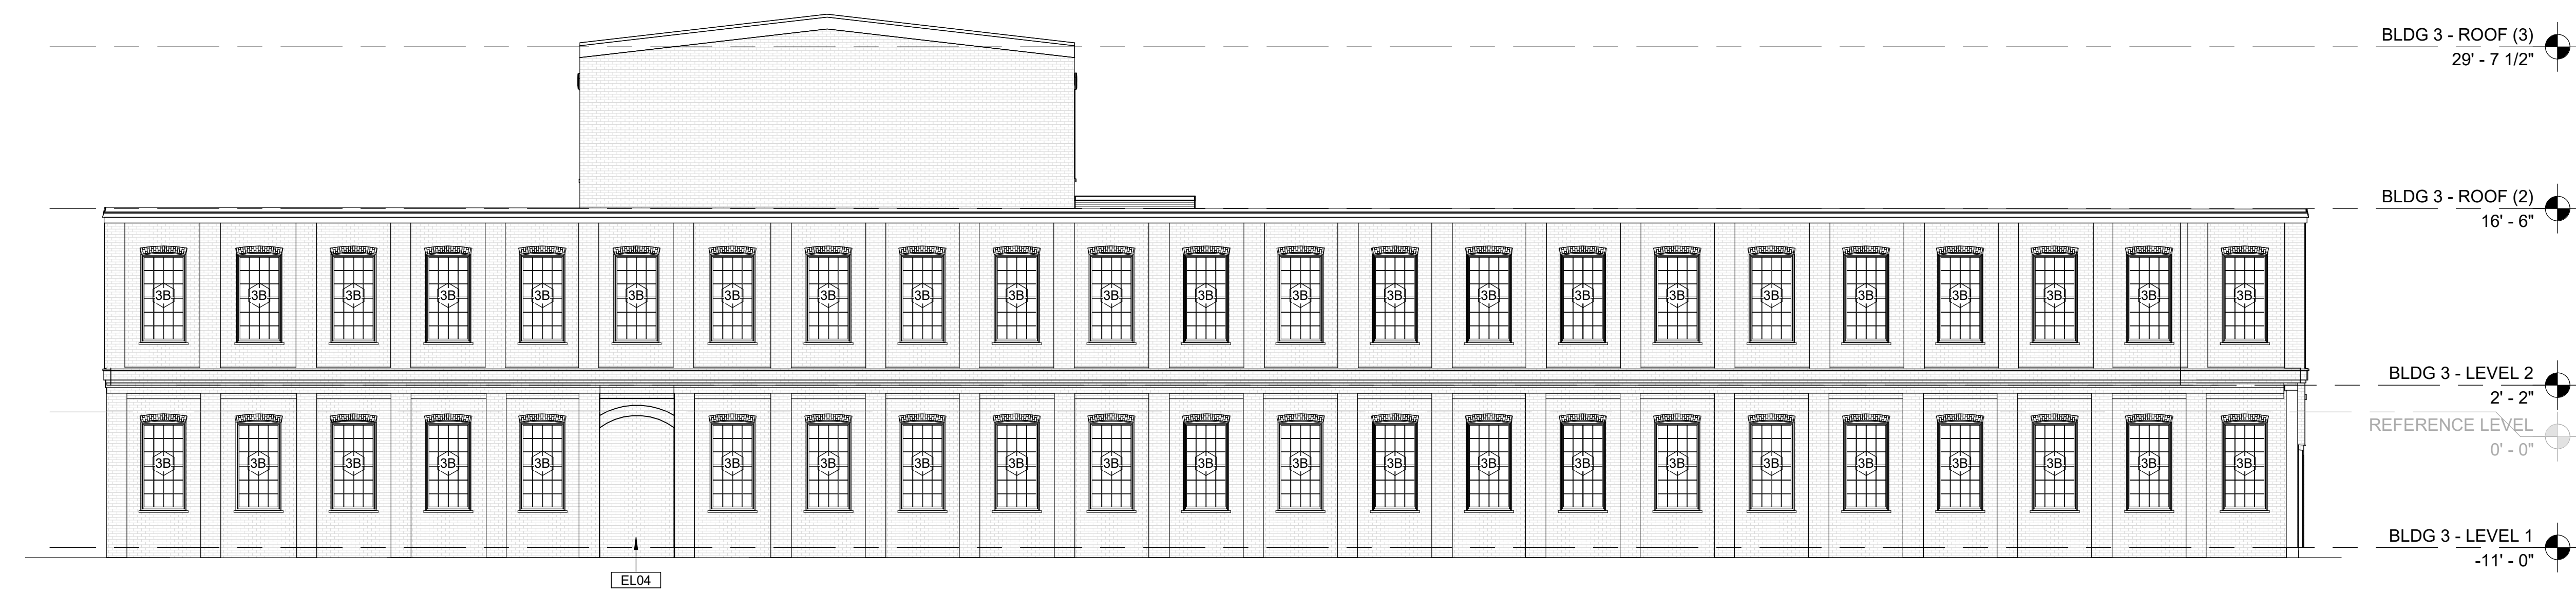 BLDG 3 - ROOF (3)
29' - 7 1/2"
BLDG 3 - ROOF (2)
16' - 6"
3B 3B 3B 3B 3B 3B 3B 3B 3B 3B 3B 3B 3B 3B 3B 3B 3B 3B 3B 3B 3B 3B 3B
BLDG 3 - LEVEL 2
2' - 2"
REFERENCE LEVEL
0' - 0"
3B 3B 3B 3B 3B 3B 3B 3B 3B 3B 3B 3B 3B 3B 3B 3B 3B 3B 3B 3B 3B 3B
BLDG 3 - LEVEL 1
-11' - 0"
EL04